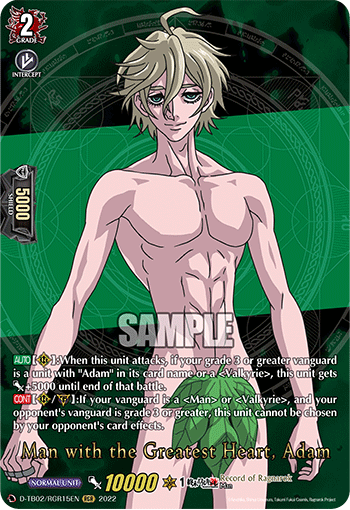 2
GRADE
INTERCEPT
5000
SHIELD
SAMPLE
AUTO :When this unit attacks, if your grade 3 or greater vanguard
is a unit with "Adam" in its card name or a <Valkyrie>, this unit gets
+5000 until end of that battle.
CONT [ / ]:If your vanguard is a <Man> or <Valkyrie>, and your
opponent's vanguard is grade 3 or greater, this unit cannot be chosen
by your opponent's card effects.
Man with the Greatest Heart, Adam
NORMAL UNIT 10000 1 Record of Ragnarok
Man
D-TB02/RGR15EN RGR 2022